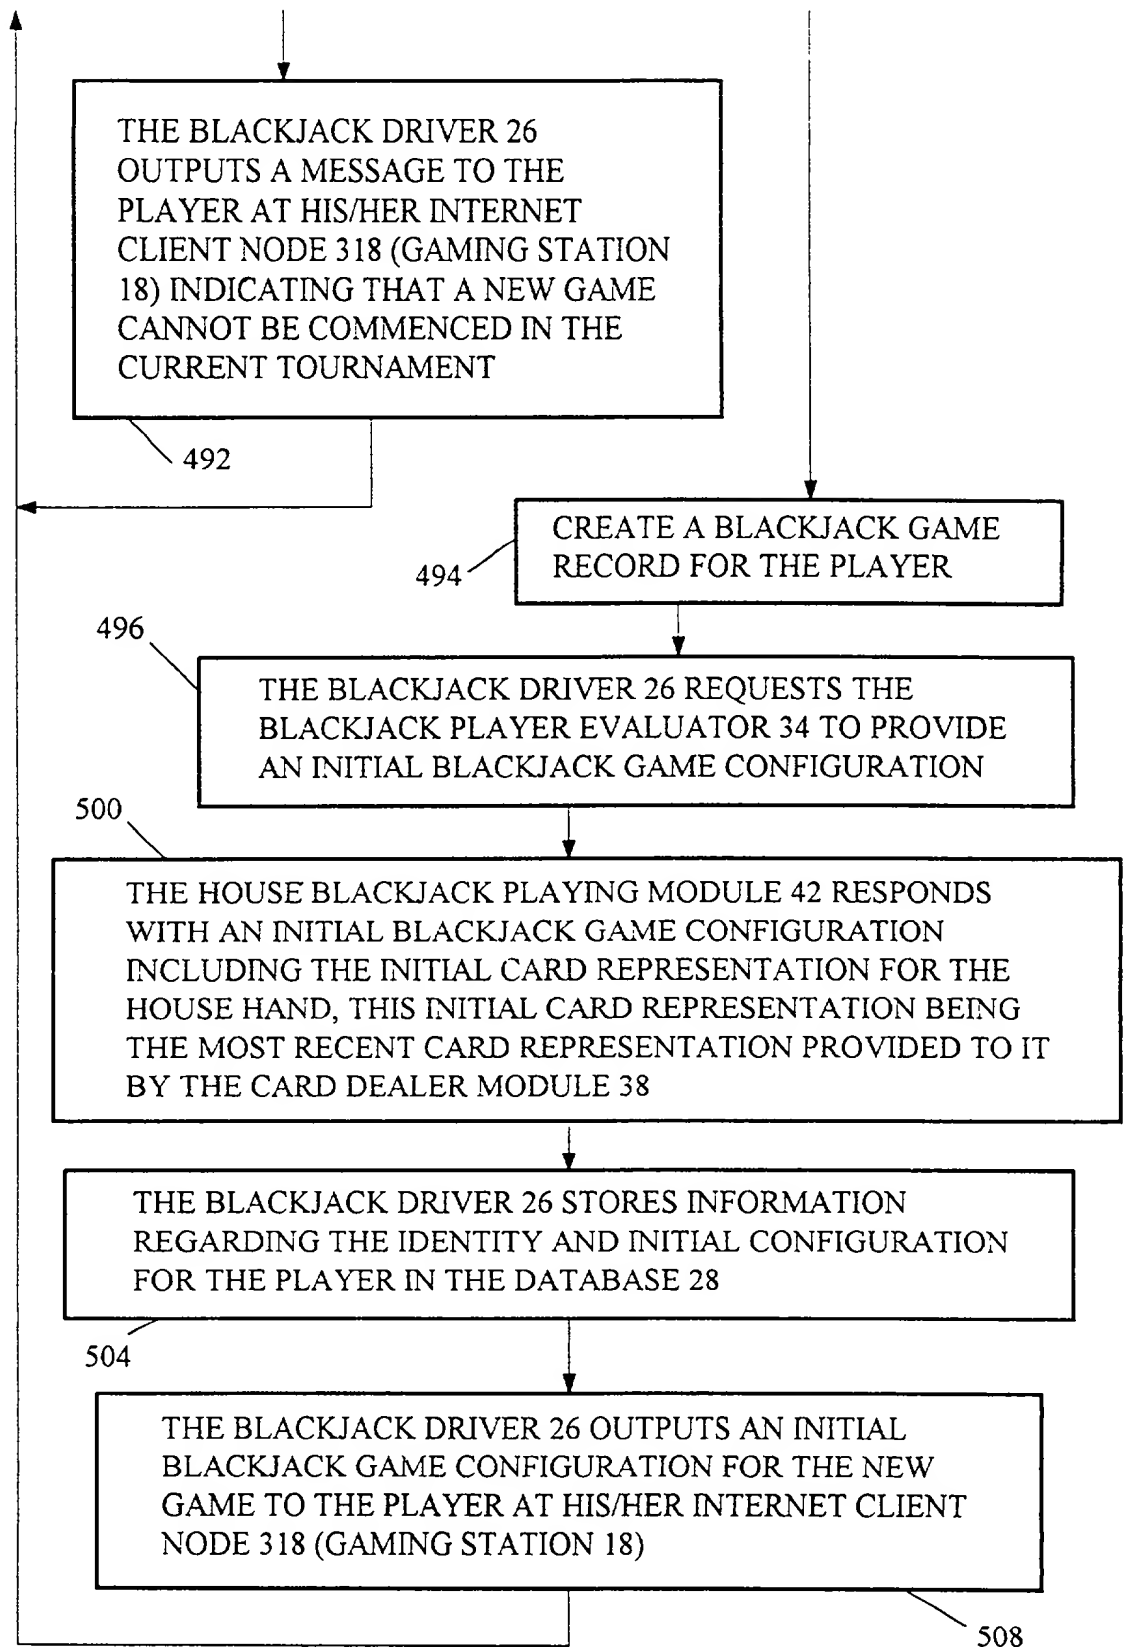 THE BLACKJACK DRIVER 26
OUTPUTS A MESSAGE TO THE
PLAYER AT HIS/HER INTERNET
CLIENT NODE 318 (GAMING STATION
18) INDICATING THAT A NEW GAME
CANNOT BE COMMENCED IN THE
CURRENT TOURNAMENT
492
CREATE A BLACKJACK GAME
RECORD FOR THE PLAYER
494
496
THE BLACKJACK DRIVER 26 REQUESTS THE
BLACKJACK PLAYER EVALUATOR 34 TO PROVIDE
AN INITIAL BLACKJACK GAME CONFIGURATION
500
THE HOUSE BLACKJACK PLAYING MODULE 42 RESPONDS
WITH AN INITIAL BLACKJACK GAME CONFIGURATION
INCLUDING THE INITIAL CARD REPRESENTATION FOR THE
HOUSE HAND, THIS INITIAL CARD REPRESENTATION BEING
THE MOST RECENT CARD REPRESENTATION PROVIDED TO IT
BY THE CARD DEALER MODULE 38
THE BLACKJACK DRIVER 26 STORES INFORMATION
REGARDING THE IDENTITY AND INITIAL CONFIGURATION
FOR THE PLAYER IN THE DATABASE 28
504
THE BLACKJACK DRIVER 26 OUTPUTS AN INITIAL
BLACKJACK GAME CONFIGURATION FOR THE NEW
GAME TO THE PLAYER AT HIS/HER INTERNET CLIENT
NODE 318 (GAMING STATION 18)
508